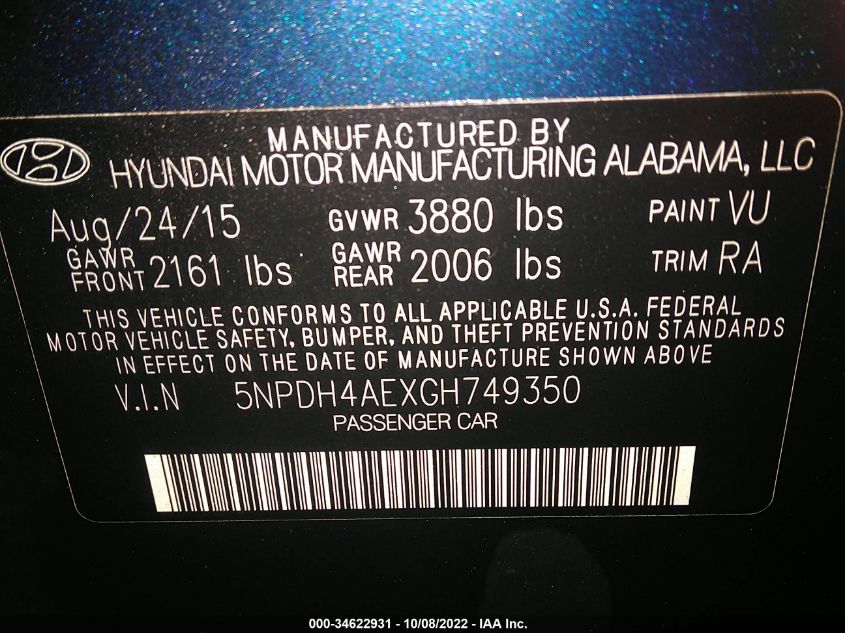 MANUFACTURED BY
HYUNDAI MOTOR MANUFACTURING ALABAMA, LLC
Aug/24/15 GVWR 3880 lbs PAINT VU
GAWR FRONT 2161 lbs GAWR REAR 2006 lbs TRIM RA
THIS VEHICLE CONFORMS TO ALL APPLICABLE U.S.A. FEDERAL
MOTOR VEHICLE SAFETY, BUMPER, AND THEFT PREVENTION STANDARDS
IN EFFECT ON THE DATE OF MANUFACTURE SHOWN ABOVE
V.I.N 5NPDH4AEXGH749350
PASSENGER CAR
000-34622931 - 10/08/2022 - IAA Inc.